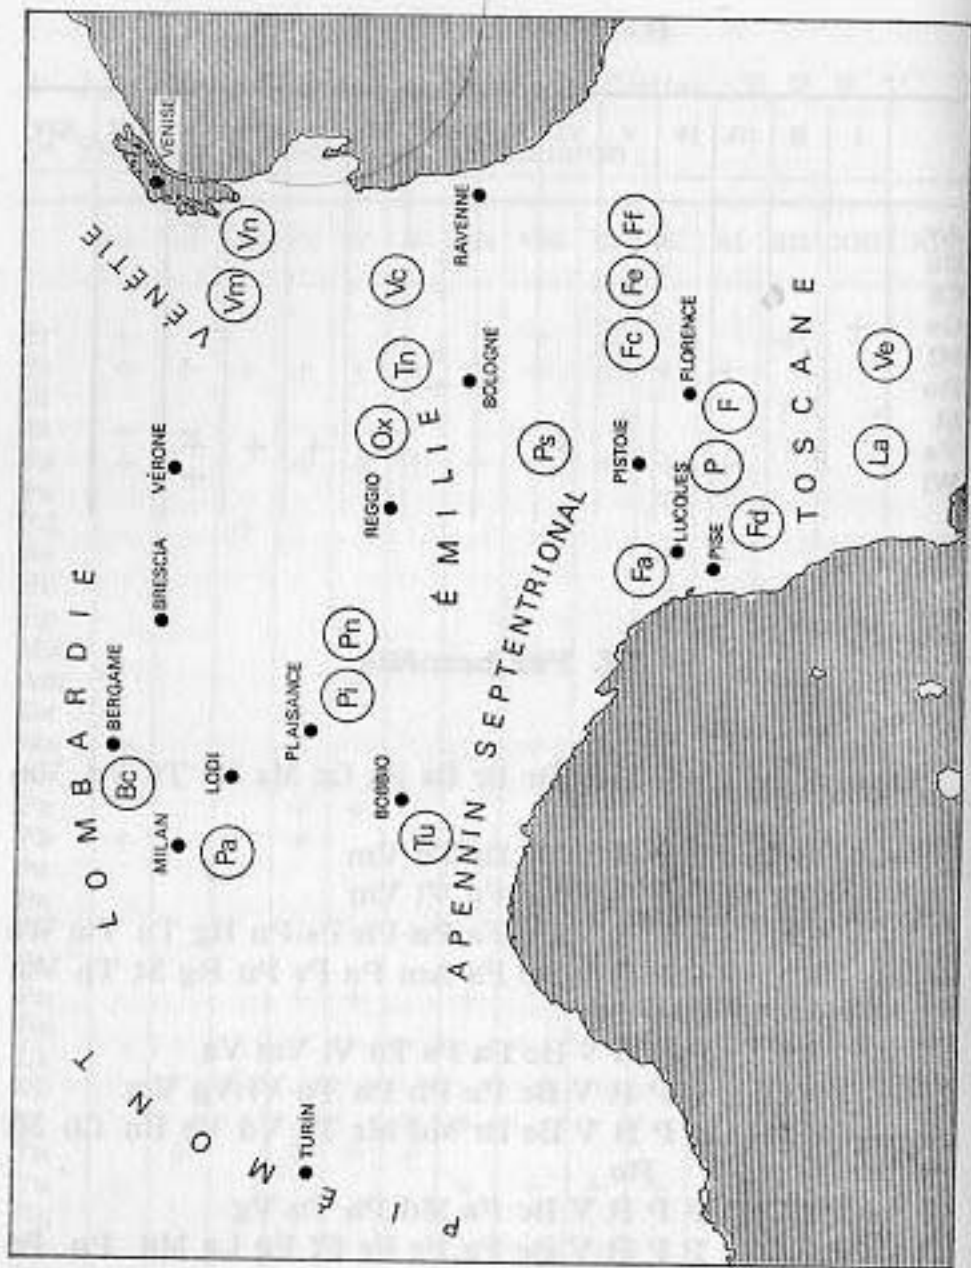 PIÉMONT
LOMBARDIE
VÉNÉTIE
BERGAME
Bc
MILAN
BRESCIA
VÉRONE
VENISE
Pa
LODI
Vm
Vn
TURIN
PLAISANCE
Pi
Pn
BOBBIO
Tu
REGGIO
Ox
Tn
Vc
ÉMILIE
BOLOGNE
RAVENNE
APENNIN SEPTENTRIONAL
Ps
Fa
PISTOIE
Fc
Fe
Ff
LUCQUES
FLORENCE
PISE
P
F
Fd
TOSCANE
La
Ve